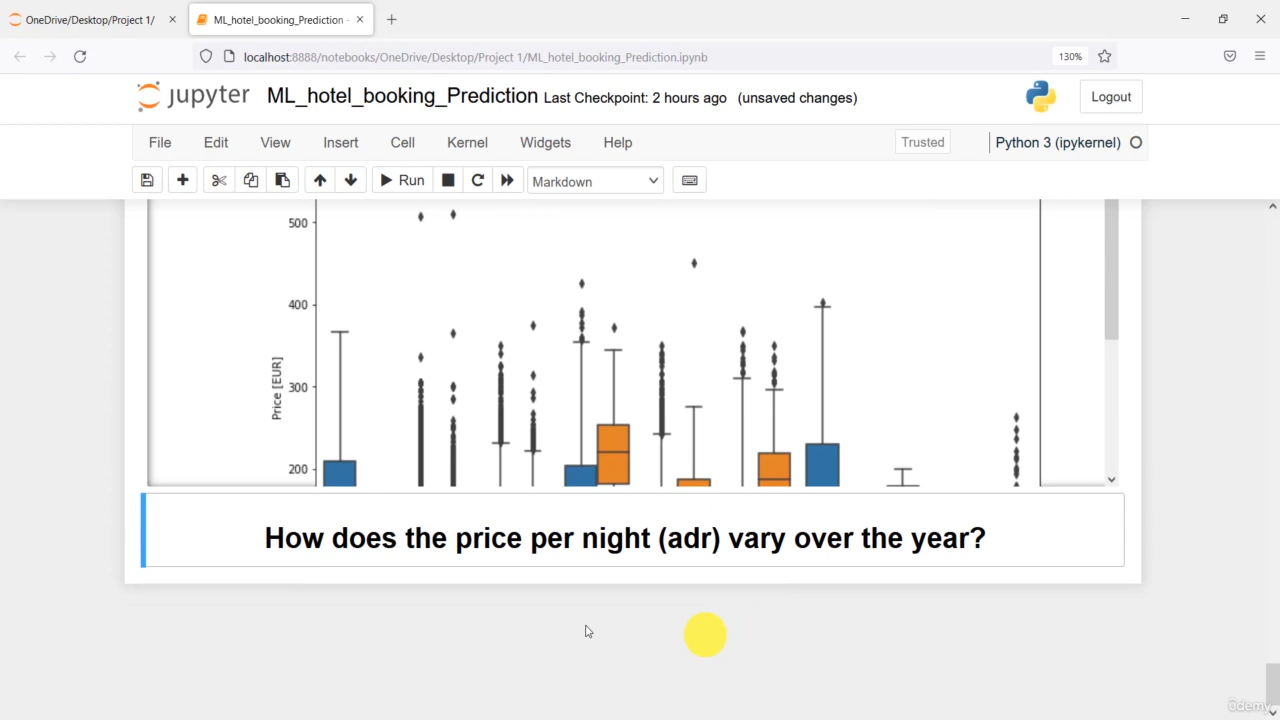 OneDrive/Desktop/Project 1/
ML_hotel_booking_Prediction -
localhost:8888/notebooks/OneDrive/Desktop/Project 1/ML_hotel_booking_Prediction.ipynb
130%
jupyter ML_hotel_booking_Prediction Last Checkpoint: 2 hours ago (unsaved changes)
Logout
File Edit View Insert Cell Kernel Widgets Help
Trusted
Python 3 (ipykernel)
Run
Markdown
500
400
300
200
Price [EUR]
How does the price per night (adr) vary over the year?
ûdemy